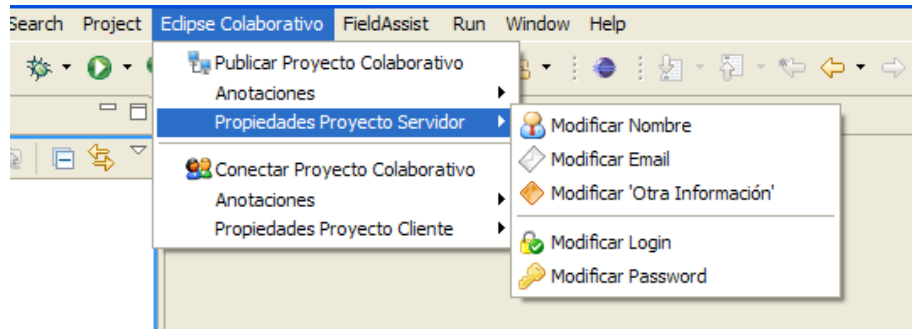 Search Project Eclipse Colaborativo FieldAssist Run Window Help
Publicar Proyecto Colaborativo
Anotaciones
Propiedades Proyecto Servidor
Conectar Proyecto Colaborativo
Anotaciones
Propiedades Proyecto Cliente
Modificar Nombre
Modificar Email
Modificar 'Otra Información'
Modificar Login
Modificar Password